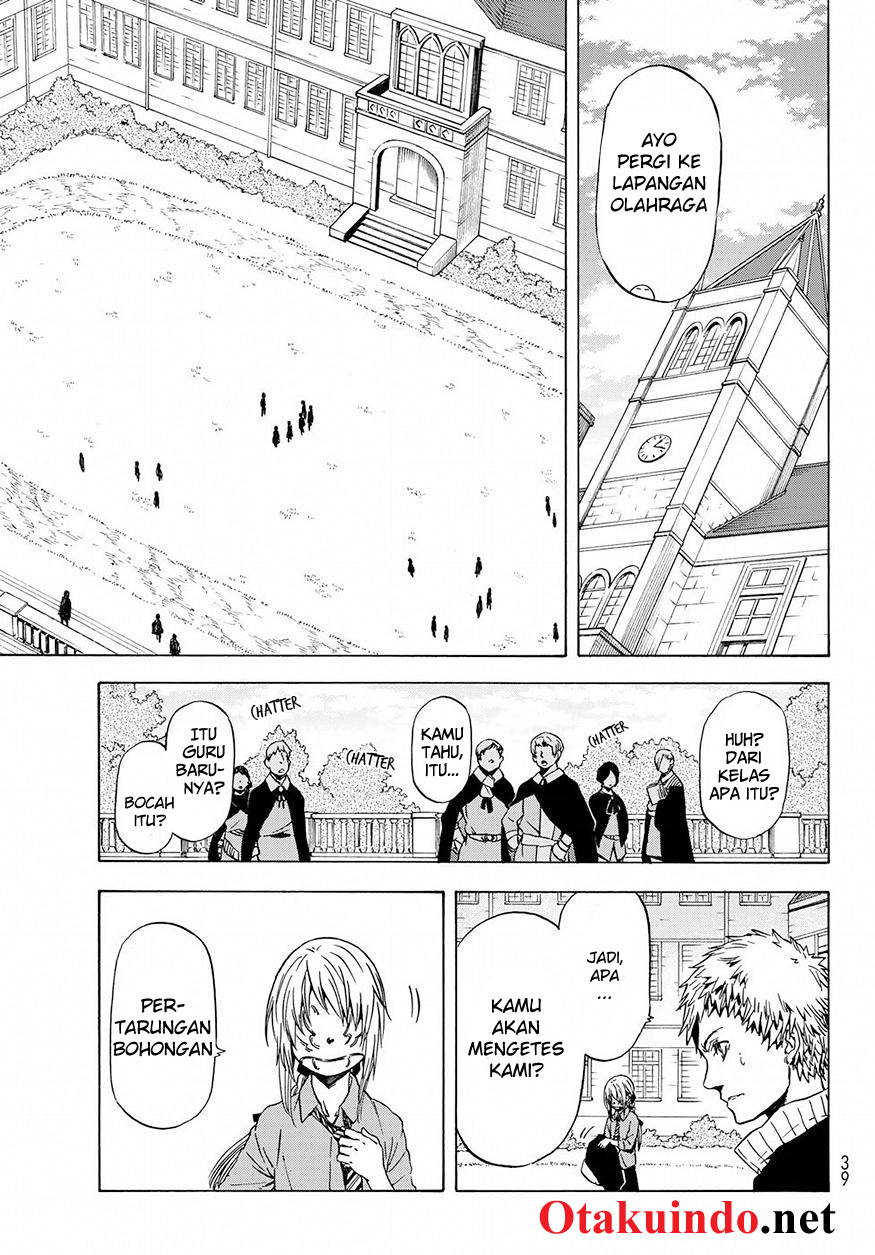 AYO
PERGI KE
LAPANGAN
OLAHRAGA
HUH?
DARI
KELAS
APA ITU?
CHATTER
KAMU
TAHU,
ITU...
CHATTER
CHATTER
ITU
GURU
BARU-
NYA?
BOCAH
ITU?
JADI,
APA
...
KAMU
AKAN
MENGETES
KAMI?
PER-
TARUNGAN
BOHONGAN
39
Otakuindo.net